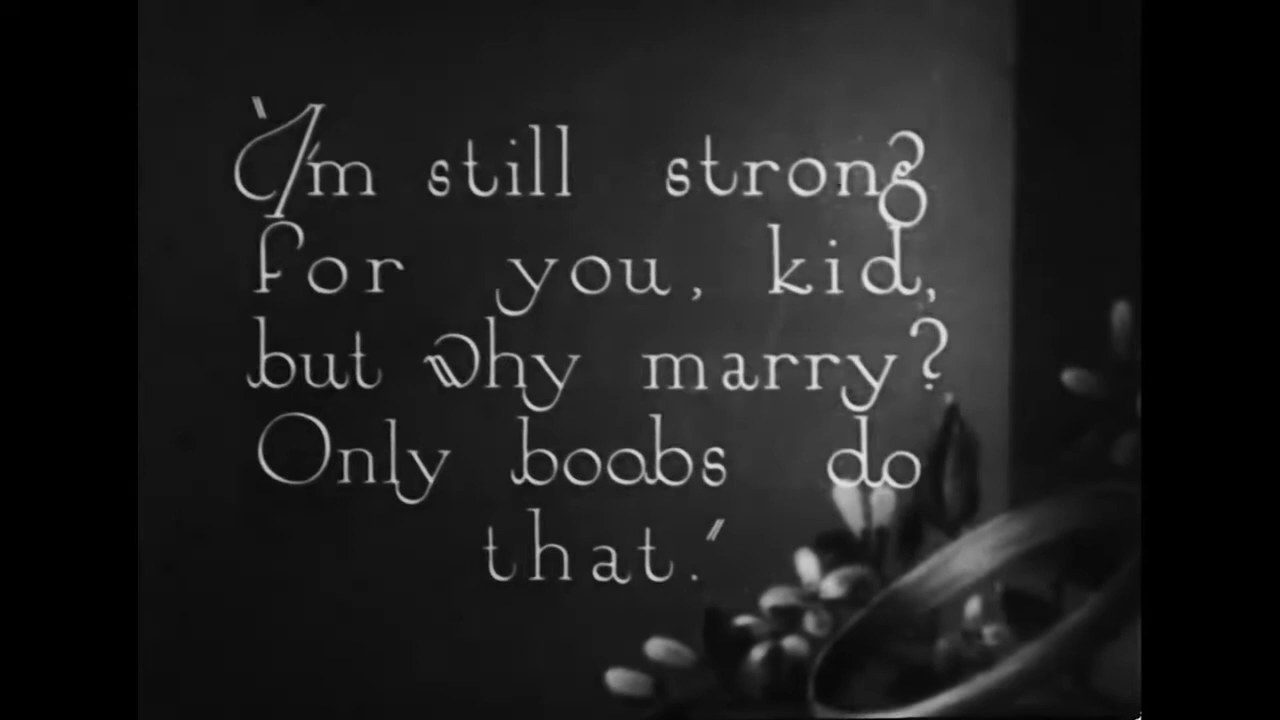 "I'm still strong
for you, kid,
but why marry?
Only boobs do
that."